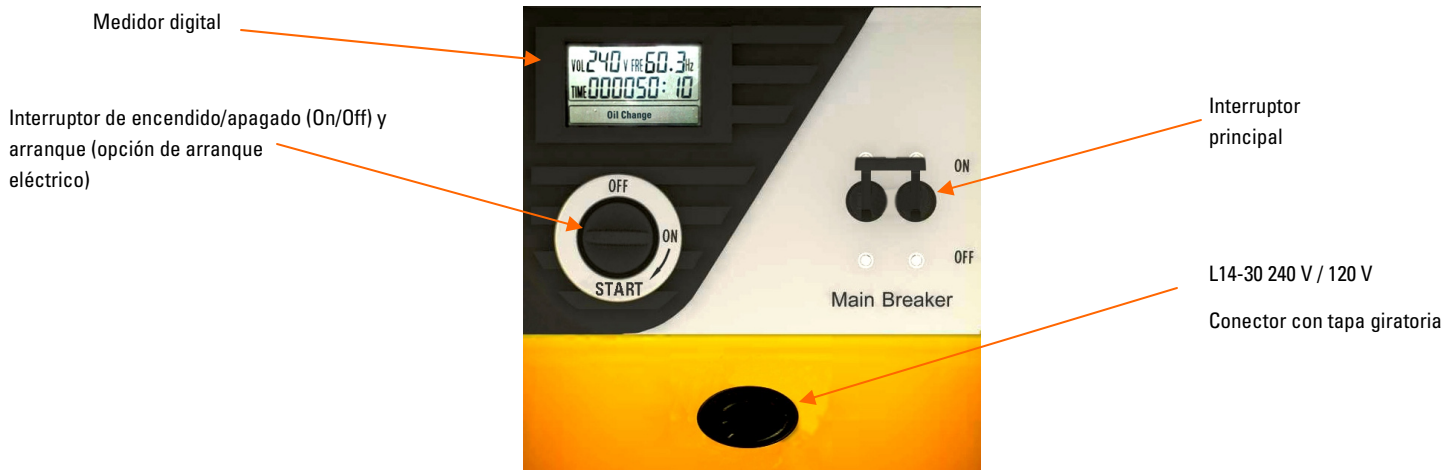 Medidor digital
VOL 240 V FRE 60.3 Hz
TIME 000050:10
Oil Change
Interruptor de encendido/apagado (On/Off) y
arranque (opción de arranque
eléctrico)
OFF
ON
START
Interruptor
principal
ON
OFF
Main Breaker
L14-30 240 V / 120 V
Conector con tapa giratoria